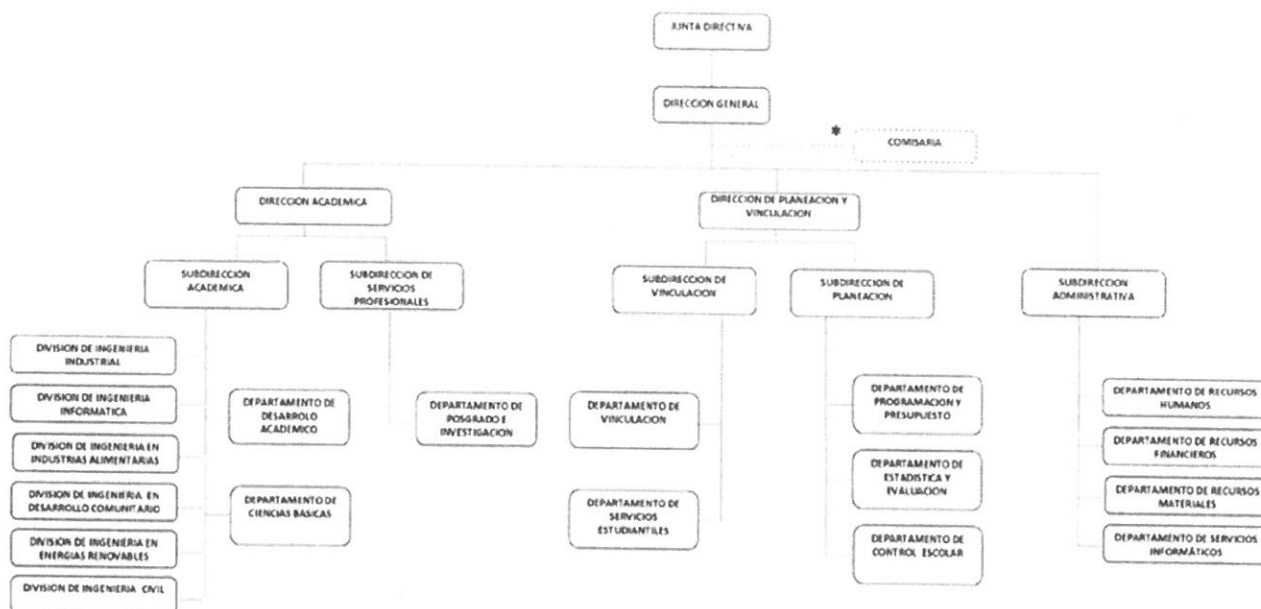 JUNTA DIRECTIVA
DIRECCION GENERAL
*
COMISARIA
DIRECCION ACADEMICA
DIRECCION DE PLANEACION Y
VINCULACION
SUBDIRECCION
ACADEMICA
SUBDIRECCION DE
SERVICIOS
PROFESIONALES
SUBDIRECCION DE
VINCULACION
SUBDIRECCION DE
PLANEACION
SUBDIRECCION
ADMINISTRATIVA
DIVISION DE INGENIERIA
INDUSTRIAL
DIVISION DE INGENIERIA
INFORMATICA
DIVISION DE INGENIERIA EN
INDUSTRIAS ALIMENTARIAS
DIVISION DE INGENIERIA EN
DESARROLLO COMUNITARIO
DIVISION DE INGENIERIA EN
ENERGIAS RENOVABLES
DIVISION DE INGENIERIA CIVIL
DEPARTAMENTO DE
DESARROLO
ACADEMICO
DEPARTAMENTO DE
CIENCIAS BASICAS
DEPARTAMENTO DE
POSGRADO E
INVESTIGACION
DEPARTAMENTO DE
VINCULACION
DEPARTAMENTO DE
SERVICIOS
ESTUDIANTILES
DEPARTAMENTO DE
PROGRAMACION Y
PRESUPUESTO
DEPARTAMENTO DE
ESTADISTICA Y
EVALUACION
DEPARTAMENTO DE
CONTROL ESCOLAR
DEPARTAMENTO DE RECURSOS
HUMANOS
DEPARTAMENTO DE RECURSOS
FINANCIEROS
DEPARTAMENTO DE RECURSOS
MATERIALES
DEPARTAMENTO DE SERVICIOS
INFORMÁTICOS